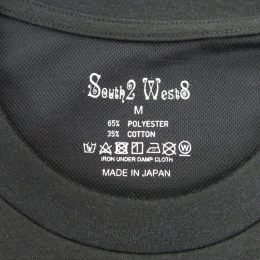 South2 West8
M
65% POLYESTER
35% COTTON
IRON UNDER DAMP CLOTH
MADE IN JAPAN